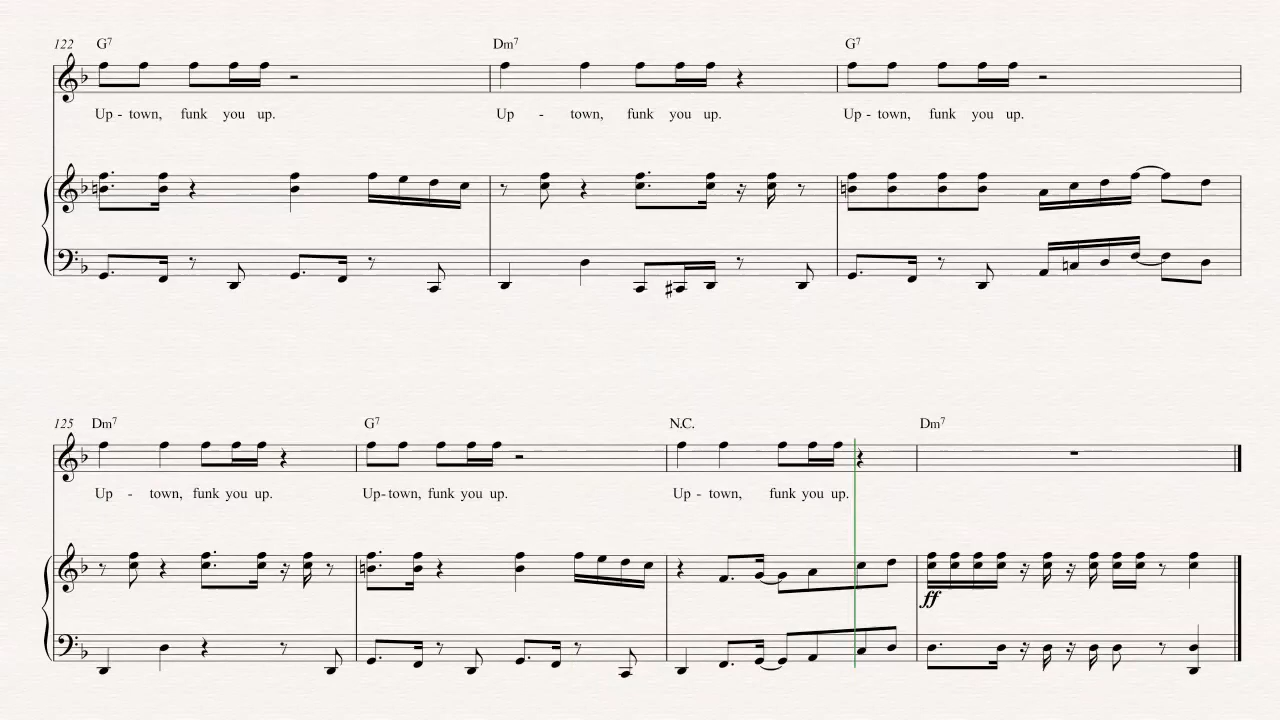 122 G7 Dm7 G7
Up - town, funk you up. Up - town, funk you up. Up - town, funk you up.
125 Dm7 G7 N.C. Dm7
Up - town, funk you up. Up - town, funk you up. Up - town, funk you up.
ff